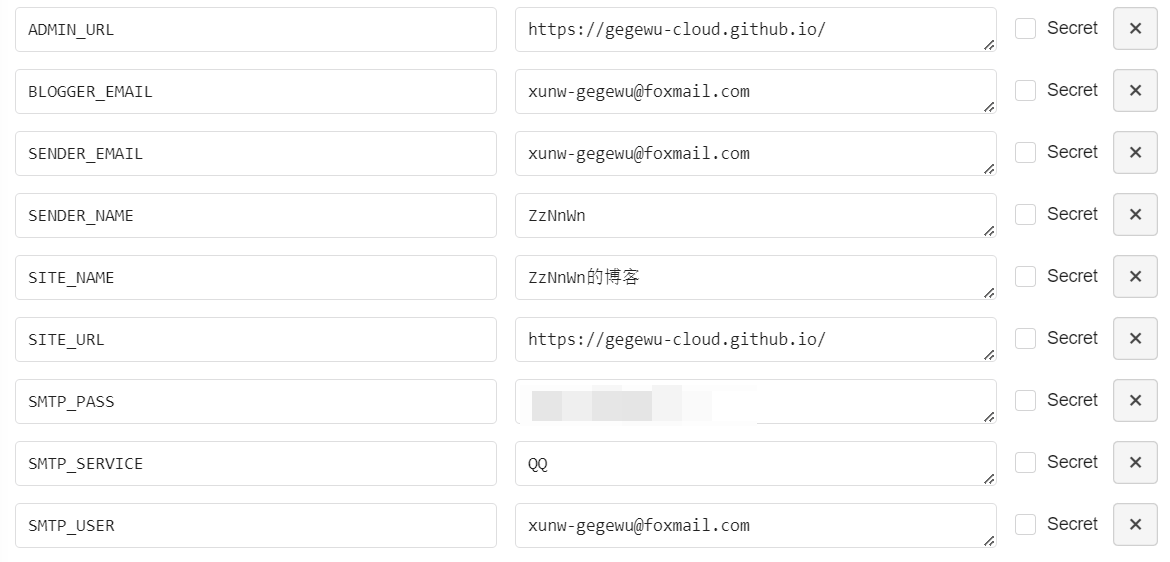 ADMIN_URL https://gegewu-cloud.github.io/ Secret
BLOGGER_EMAIL xunw-gegewu@foxmail.com Secret
SENDER_EMAIL xunw-gegewu@foxmail.com Secret
SENDER_NAME ZzNnWn Secret
SITE_NAME ZzNnWn的博客 Secret
SITE_URL https://gegewu-cloud.github.io/ Secret
SMTP_PASS Secret
SMTP_SERVICE QQ Secret
SMTP_USER xunw-gegewu@foxmail.com Secret